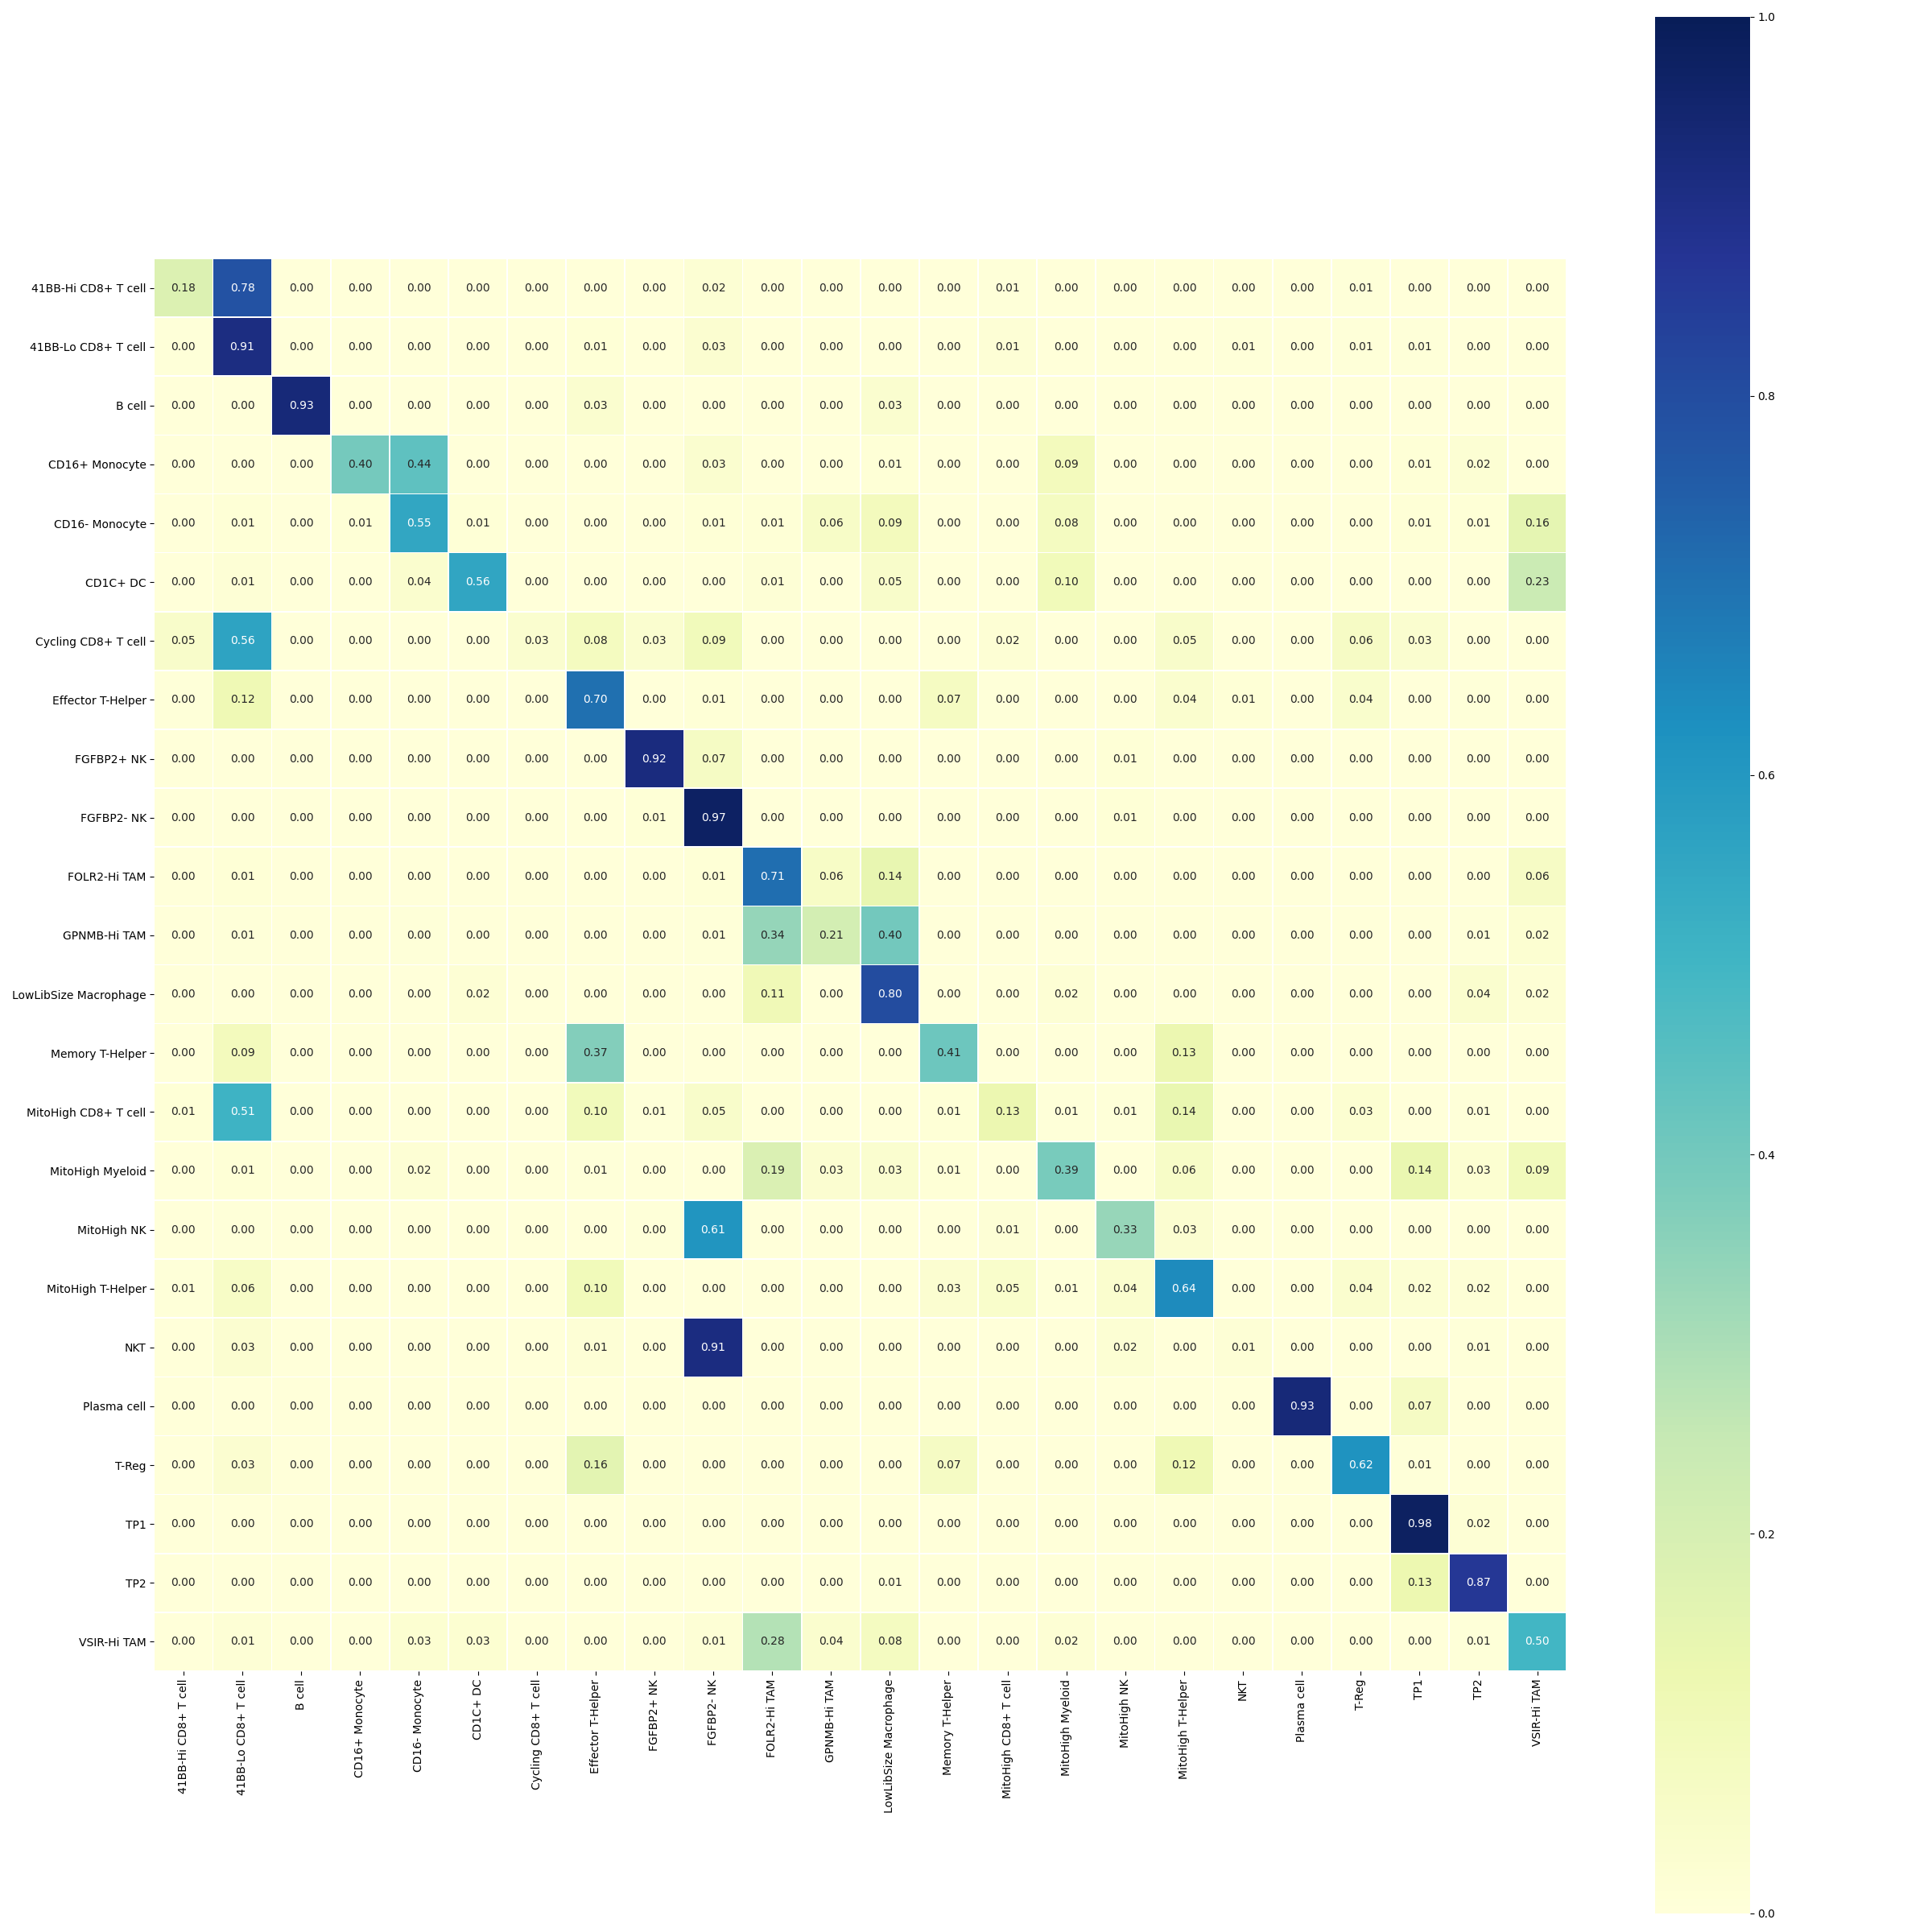 1.0
41BB-Hi CD8+ T cell 0.18 0.78 0.00 0.00 0.00 0.00 0.00 0.00 0.00 0.02 0.00 0.00 0.00 0.00 0.01 0.00 0.00 0.00 0.00 0.00 0.01 0.00 0.00 0.00
41BB-Lo CD8+ T cell 0.00 0.91 0.00 0.00 0.00 0.00 0.00 0.01 0.00 0.03 0.00 0.00 0.00 0.00 0.01 0.00 0.00 0.00 0.01 0.00 0.01 0.01 0.00 0.00
0.8
B cell 0.00 0.00 0.93 0.00 0.00 0.00 0.00 0.03 0.00 0.00 0.00 0.00 0.03 0.00 0.00 0.00 0.00 0.00 0.00 0.00 0.00 0.00 0.00 0.00
CD16+ Monocyte 0.00 0.00 0.00 0.40 0.44 0.00 0.00 0.00 0.00 0.03 0.00 0.00 0.01 0.00 0.00 0.09 0.00 0.00 0.00 0.00 0.00 0.01 0.02 0.00
CD16- Monocyte 0.00 0.01 0.00 0.01 0.55 0.01 0.00 0.00 0.00 0.01 0.01 0.06 0.09 0.00 0.00 0.08 0.00 0.00 0.00 0.00 0.00 0.01 0.01 0.16
CD1C+ DC 0.00 0.01 0.00 0.00 0.04 0.56 0.00 0.00 0.00 0.00 0.01 0.00 0.05 0.00 0.00 0.10 0.00 0.00 0.00 0.00 0.00 0.00 0.00 0.23
Cycling CD8+ T cell 0.05 0.56 0.00 0.00 0.00 0.00 0.03 0.08 0.03 0.09 0.00 0.00 0.00 0.00 0.02 0.00 0.00 0.05 0.00 0.00 0.06 0.03 0.00 0.00
Effector T-Helper 0.00 0.12 0.00 0.00 0.00 0.00 0.00 0.70 0.00 0.01 0.00 0.00 0.00 0.07 0.00 0.00 0.00 0.04 0.01 0.00 0.04 0.00 0.00 0.00
FGFBP2+ NK 0.00 0.00 0.00 0.00 0.00 0.00 0.00 0.00 0.92 0.07 0.00 0.00 0.00 0.00 0.00 0.00 0.01 0.00 0.00 0.00 0.00 0.00 0.00 0.00
0.6
FGFBP2- NK 0.00 0.00 0.00 0.00 0.00 0.00 0.00 0.00 0.01 0.97 0.00 0.00 0.00 0.00 0.00 0.00 0.01 0.00 0.00 0.00 0.00 0.00 0.00 0.00
FOLR2-Hi TAM 0.00 0.01 0.00 0.00 0.00 0.00 0.00 0.00 0.00 0.01 0.71 0.06 0.14 0.00 0.00 0.00 0.00 0.00 0.00 0.00 0.00 0.00 0.00 0.06
GPNMB-Hi TAM 0.00 0.01 0.00 0.00 0.00 0.00 0.00 0.00 0.00 0.01 0.34 0.21 0.40 0.00 0.00 0.00 0.00 0.00 0.00 0.00 0.00 0.00 0.01 0.02
LowLibSize Macrophage 0.00 0.00 0.00 0.00 0.00 0.02 0.00 0.00 0.00 0.00 0.11 0.00 0.80 0.00 0.00 0.02 0.00 0.00 0.00 0.00 0.00 0.00 0.04 0.02
Memory T-Helper 0.00 0.09 0.00 0.00 0.00 0.00 0.00 0.37 0.00 0.00 0.00 0.00 0.00 0.41 0.00 0.00 0.00 0.13 0.00 0.00 0.00 0.00 0.00 0.00
MitoHigh CD8+ T cell 0.01 0.51 0.00 0.00 0.00 0.00 0.00 0.10 0.01 0.05 0.00 0.00 0.00 0.01 0.13 0.01 0.01 0.14 0.00 0.00 0.03 0.00 0.01 0.00
0.4
MitoHigh Myeloid 0.00 0.01 0.00 0.00 0.02 0.00 0.00 0.01 0.00 0.00 0.19 0.03 0.03 0.01 0.00 0.39 0.00 0.06 0.00 0.00 0.00 0.14 0.03 0.09
MitoHigh NK 0.00 0.00 0.00 0.00 0.00 0.00 0.00 0.00 0.00 0.61 0.00 0.00 0.00 0.00 0.01 0.00 0.33 0.03 0.00 0.00 0.00 0.00 0.00 0.00
MitoHigh T-Helper 0.01 0.06 0.00 0.00 0.00 0.00 0.00 0.10 0.00 0.00 0.00 0.00 0.00 0.03 0.05 0.01 0.04 0.64 0.00 0.00 0.04 0.02 0.02 0.00
NKT 0.00 0.03 0.00 0.00 0.00 0.00 0.00 0.01 0.00 0.91 0.00 0.00 0.00 0.00 0.00 0.00 0.02 0.00 0.01 0.00 0.00 0.00 0.01 0.00
Plasma cell 0.00 0.00 0.00 0.00 0.00 0.00 0.00 0.00 0.00 0.00 0.00 0.00 0.00 0.00 0.00 0.00 0.00 0.00 0.00 0.93 0.00 0.07 0.00 0.00
T-Reg 0.00 0.03 0.00 0.00 0.00 0.00 0.00 0.16 0.00 0.00 0.00 0.00 0.00 0.07 0.00 0.00 0.00 0.12 0.00 0.00 0.62 0.01 0.00 0.00
TP1 0.00 0.00 0.00 0.00 0.00 0.00 0.00 0.00 0.00 0.00 0.00 0.00 0.00 0.00 0.00 0.00 0.00 0.00 0.00 0.00 0.00 0.98 0.02 0.00
0.2
TP2 0.00 0.00 0.00 0.00 0.00 0.00 0.00 0.00 0.00 0.00 0.00 0.00 0.01 0.00 0.00 0.00 0.00 0.00 0.00 0.00 0.00 0.13 0.87 0.00
VSIR-Hi TAM 0.00 0.01 0.00 0.00 0.03 0.03 0.00 0.00 0.00 0.01 0.28 0.04 0.08 0.00 0.00 0.02 0.00 0.00 0.00 0.00 0.00 0.00 0.01 0.50
41BB-Hi CD8+ T cell
41BB-Lo CD8+ T cell
B cell
CD16+ Monocyte
CD16- Monocyte
CD1C+ DC
Cycling CD8+ T cell
Effector T-Helper
FGFBP2+ NK
FGFBP2- NK
FOLR2-Hi TAM
GPNMB-Hi TAM
LowLibSize Macrophage
Memory T-Helper
MitoHigh CD8+ T cell
MitoHigh Myeloid
MitoHigh NK
MitoHigh T-Helper
NKT
Plasma cell
T-Reg
TP1
TP2
VSIR-Hi TAM
0.0